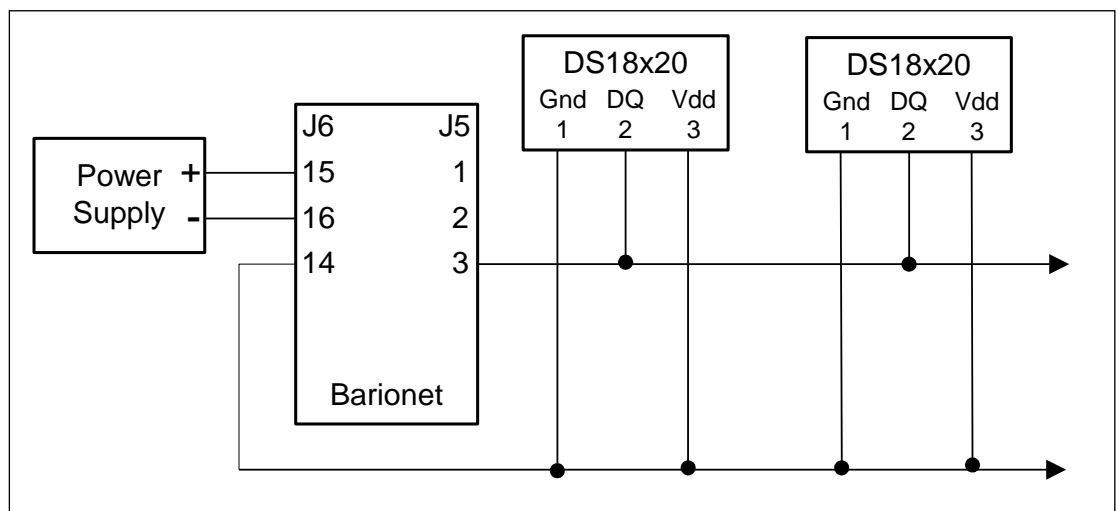 DS18x20
Gnd DQ Vdd
1 2 3
DS18x20
Gnd DQ Vdd
1 2 3
Power
Supply
+
-
J6 J5
15 1
16 2
14 3
Barionet